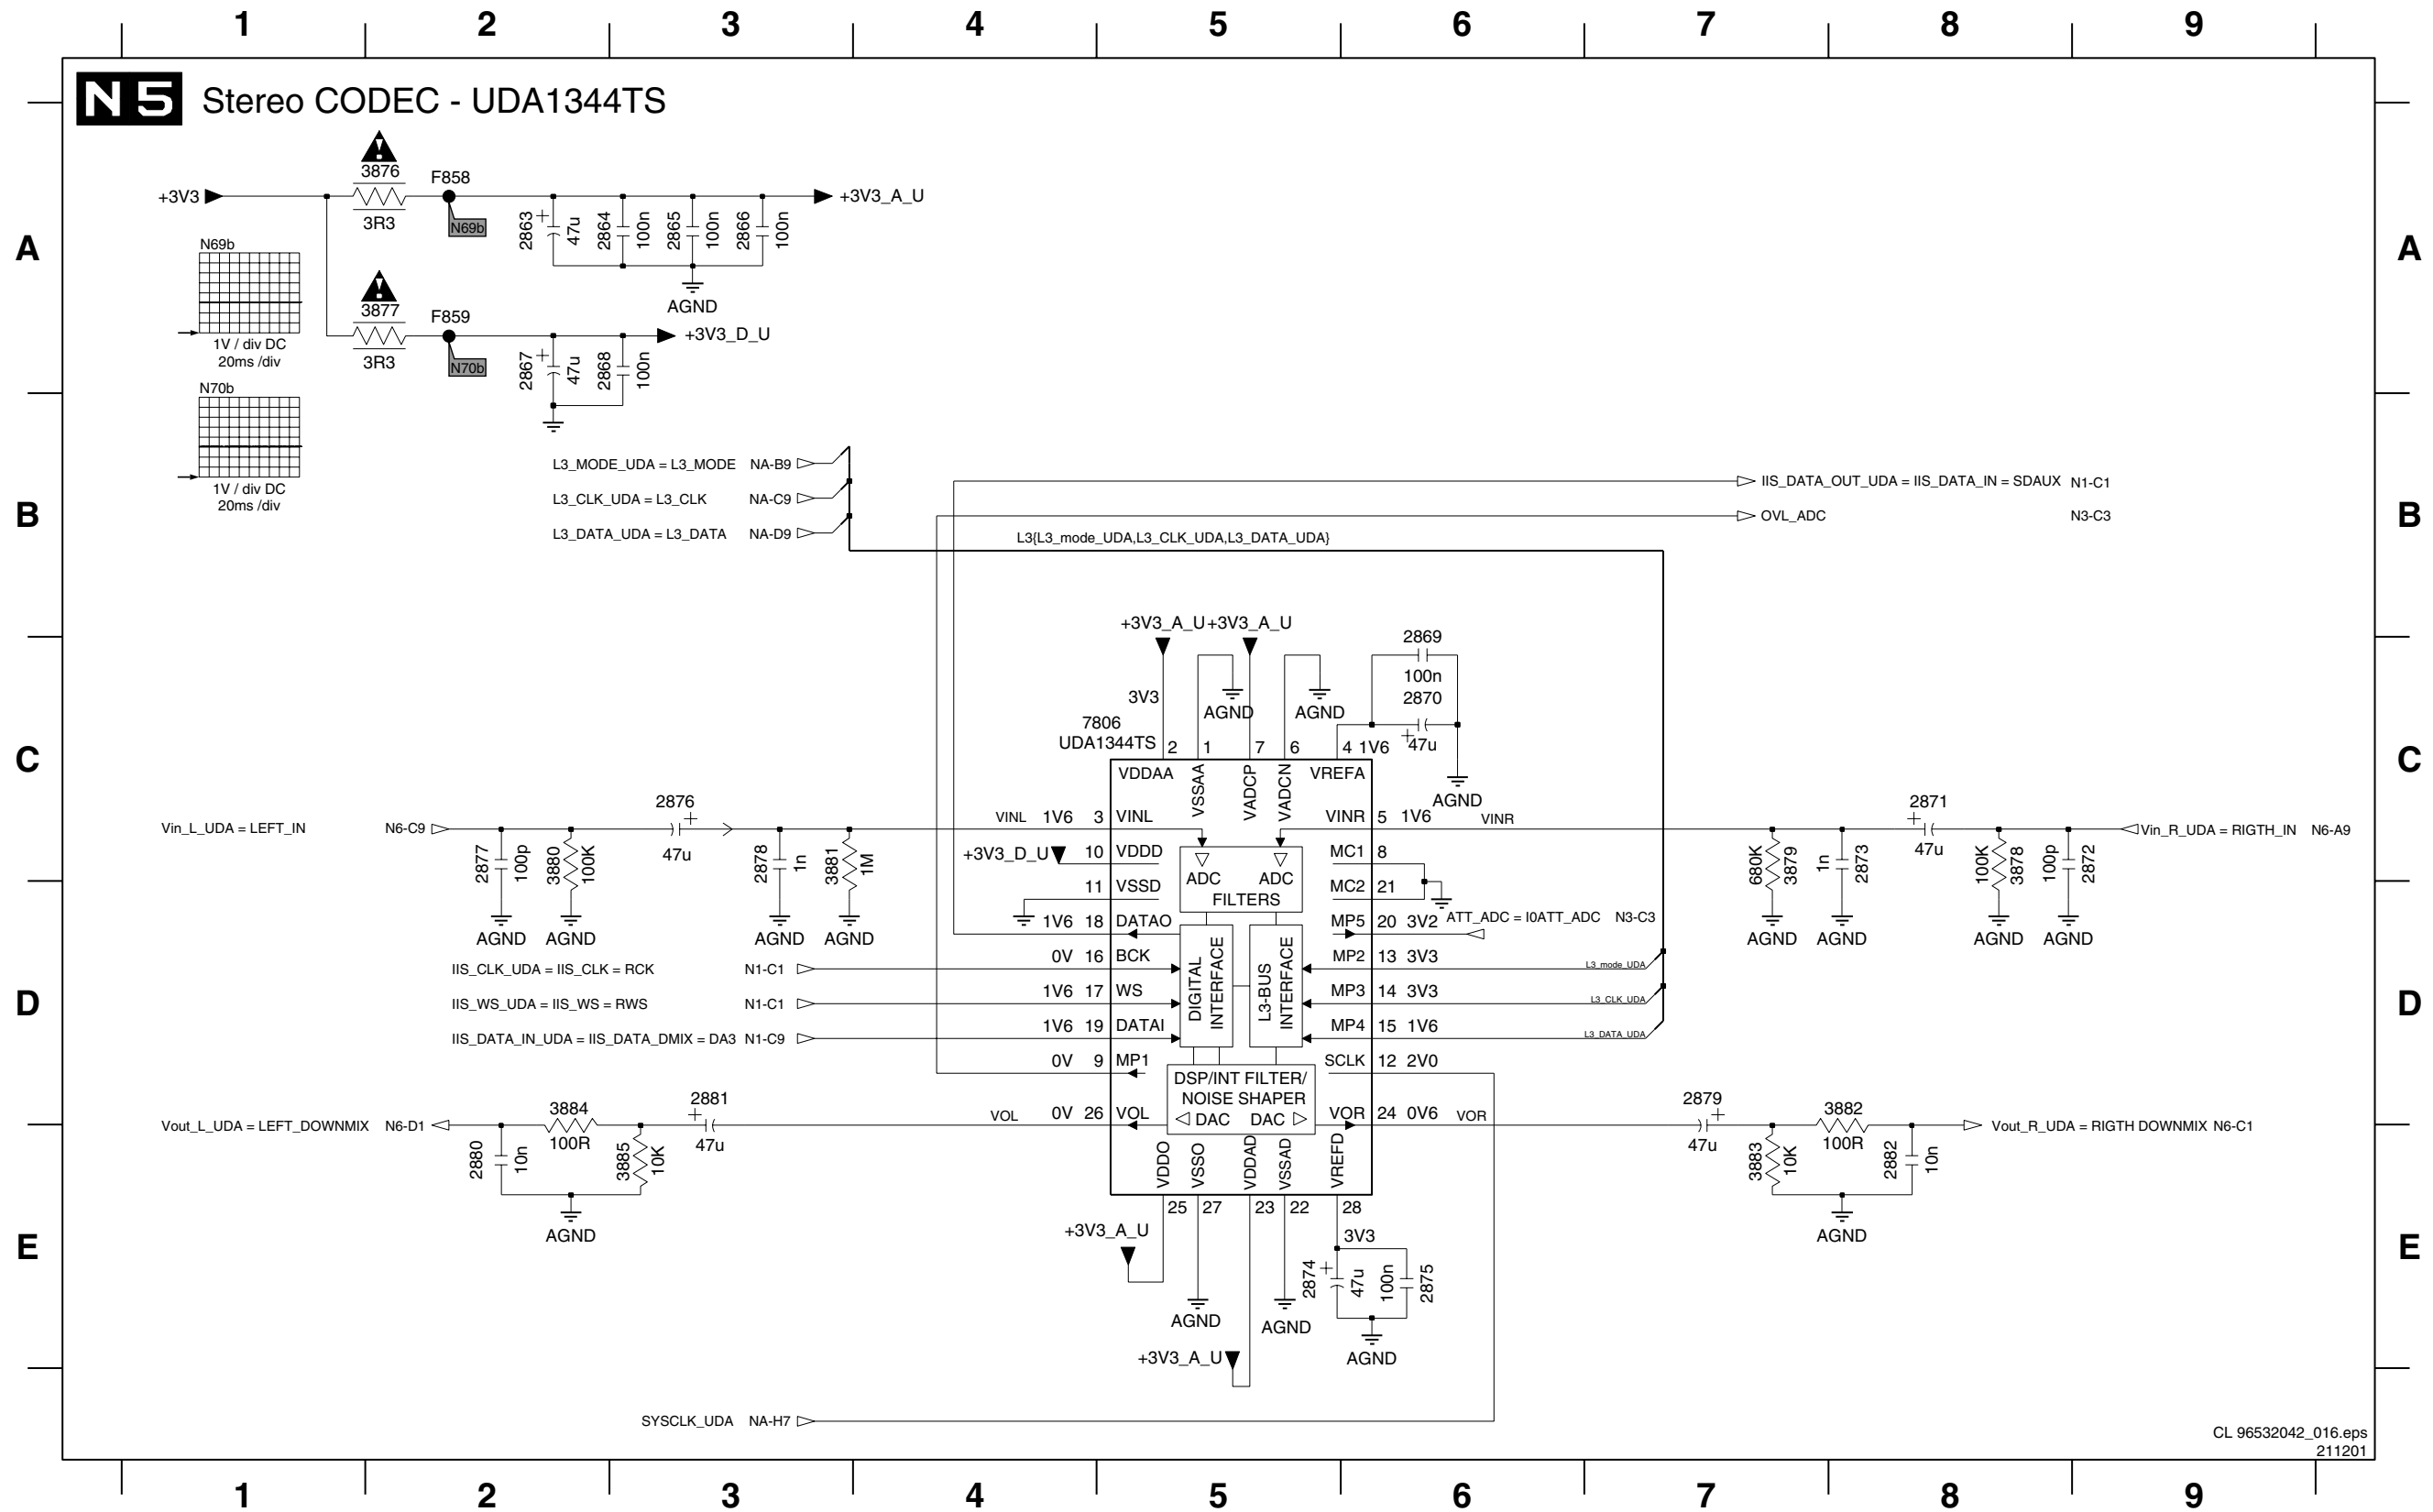 1 2 3 4 5 6 7 8 9
N 5 Stereo CODEC - UDA1344TS
A A
+3V3
3876
3R3
F858
N69b
2863 47u
2864 100n
2865 100n
2866 100n
+3V3_A_U
AGND
N69b
1V / div DC
20ms /div
3877
3R3
F859
N70b
2867 47u
2868 100n
+3V3_D_U
N70b
1V / div DC
20ms /div
B B
L3_MODE_UDA = L3_MODE NA-B9
L3_CLK_UDA = L3_CLK NA-C9
L3_DATA_UDA = L3_DATA NA-D9
IIS_DATA_OUT_UDA = IIS_DATA_IN = SDAUX N1-C1
OVL_ADC N3-C3
L3{L3_mode_UDA,L3_CLK_UDA,L3_DATA_UDA}
+3V3_A_U +3V3_A_U
3V3
AGND AGND
2869
100n
2870
47u
AGND
7806
UDA1344TS
2 1 7 6 4 1V6
VDDAA VSSAA VADCP VADCN VREFA
C C
Vin_L_UDA = LEFT_IN N6-C9
2877 100p
3880 100K
2876
47u
2878 1n
3881 1M
AGND AGND AGND AGND
VINL 1V6 3 VINL
VINR 5 1V6 VINR
+3V3_D_U 10 VDDD
MC1 8
11 VSSD
MC2 21
ADC ADC
FILTERS
680K 3879
1n 2873
2871
47u
100K 3878
100p 2872
Vin_R_UDA = RIGTH_IN N6-A9
AGND AGND AGND AGND
1V6 18 DATAO
MP5 20 3V2 ATT_ADC = I0ATT_ADC N3-C3
D D
IIS_CLK_UDA = IIS_CLK = RCK N1-C1
0V 16 BCK
MP2 13 3V3 L3_mode_UDA
IIS_WS_UDA = IIS_WS = RWS N1-C1
1V6 17 WS
MP3 14 3V3 L3_CLK_UDA
IIS_DATA_IN_UDA = IIS_DATA_DMIX = DA3 N1-C9
1V6 19 DATAI
MP4 15 1V6 L3_DATA_UDA
DIGITAL INTERFACE
L3-BUS INTERFACE
0V 9 MP1
SCLK 12 2V0
DSP/INT FILTER/
NOISE SHAPER
DAC DAC
Vout_L_UDA = LEFT_DOWNMIX N6-D1
2880 10n
3884
100R
3885 10K
2881
47u
AGND
VOL 0V 26 VOL
VOR 24 0V6 VOR
2879
47u
3883 10K
3882
100R
2882 10n
AGND
Vout_R_UDA = RIGTH DOWNMIX N6-C1
VDDO VSSO VDDAD VSSAD VREFD
25 27 23 22 28
E E
+3V3_A_U
3V3
2874 47u
100n 2875
AGND AGND AGND
+3V3_A_U
SYSCLK_UDA NA-H7
CL 96532042_016.eps
211201
1 2 3 4 5 6 7 8 9